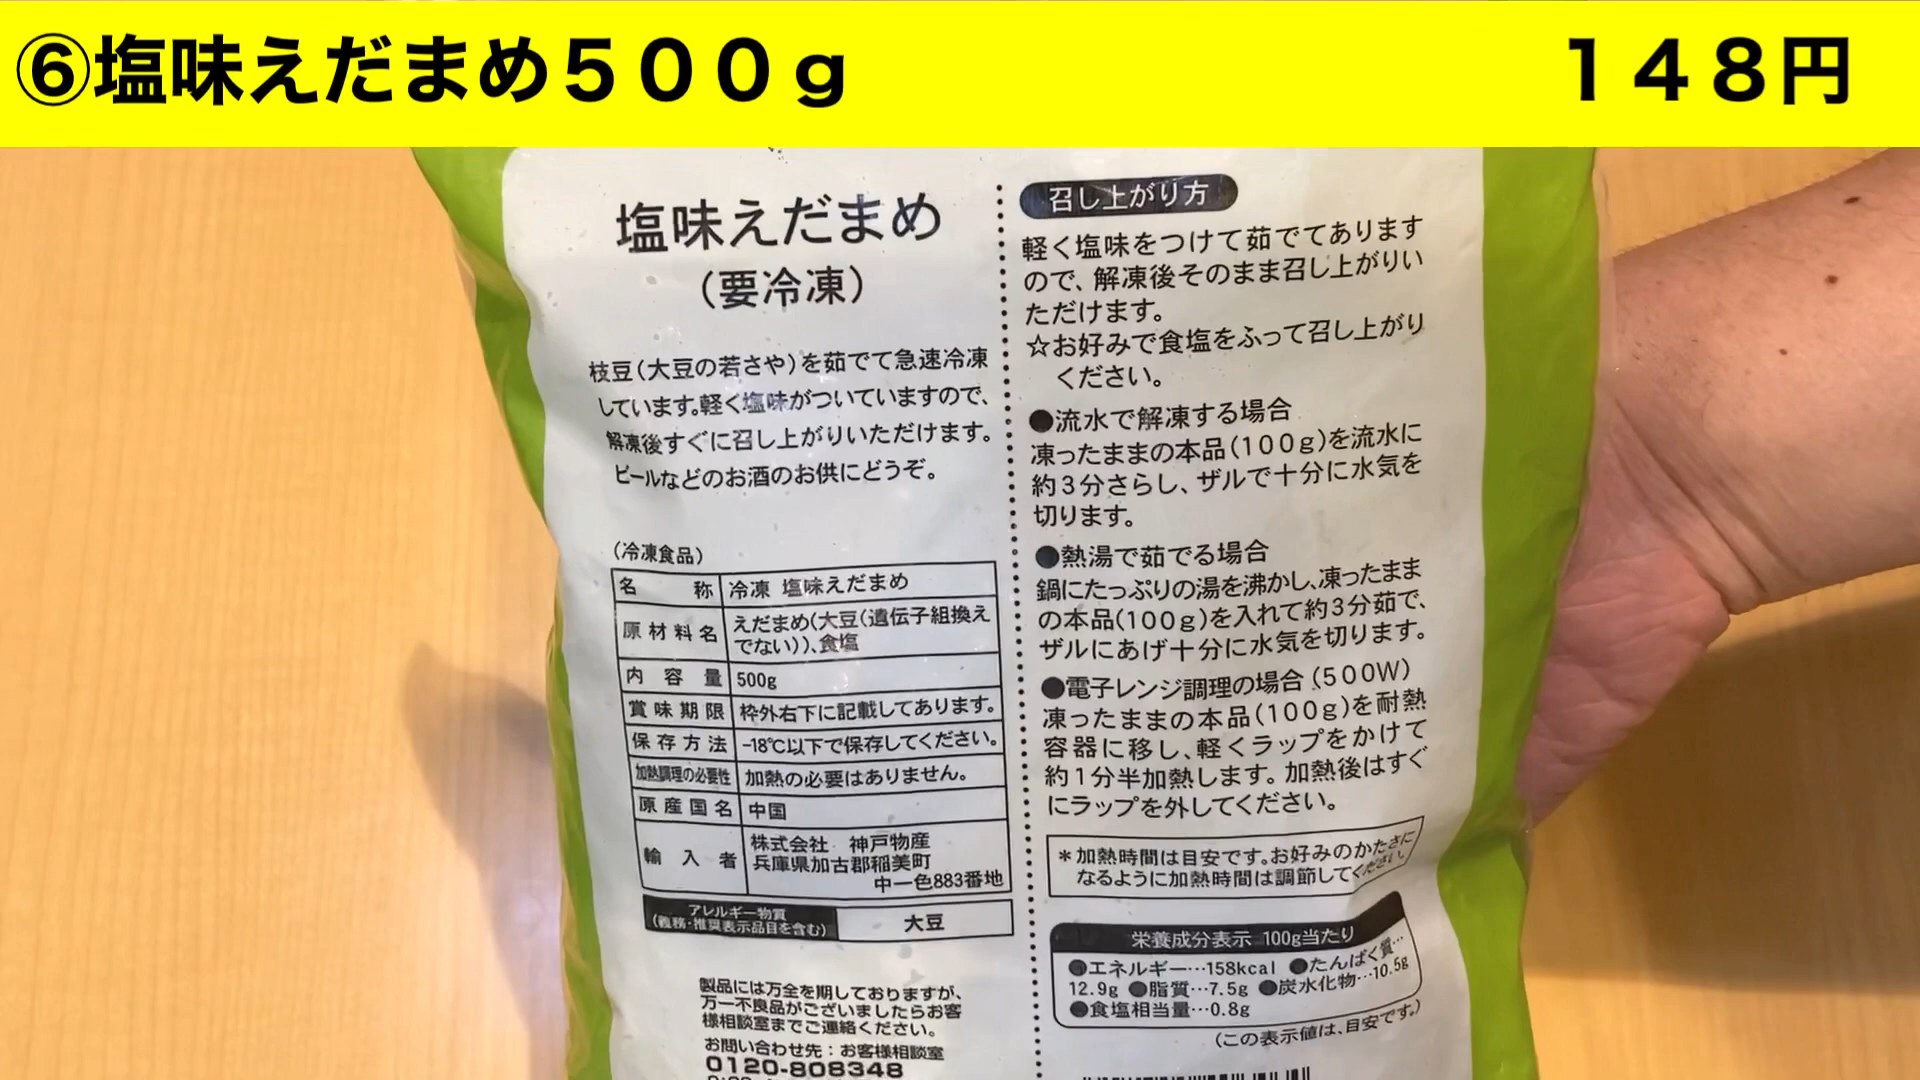 ⑥塩味えだまめ５００ｇ
１４８円
塩味えだまめ
（要冷凍）
枝豆（大豆の若さや）を茹でて急速冷凍
しています。軽く塩味がついていますので、
解凍後すぐに召し上がりいただけます。
ビールなどのお酒のお供にどうぞ。
（冷凍食品）
名称 冷凍 塩味えだまめ
原材料名 えだまめ（大豆（遺伝子組換え
でない））、食塩
内容量 500g
賞味期限 枠外右下に記載してあります。
保存方法 -18℃以下で保存してください。
加熱調理の必要性 加熱の必要はありません。
原産国名 中国
輸入者 株式会社 神戸物産
兵庫県加古郡稲美町
中一色883番地
アレルギー物質
（義務・推奨表示品目を含む）
大豆
製品には万全を期しておりますが、
万一不良品がございましたらお客
様相談室までご連絡ください。
お問い合わせ先：お客様相談室
0120-808348
召し上がり方
軽く塩味をつけて茹でてあります
ので、解凍後そのまま召し上がりい
ただけます。
☆お好みで食塩をふって召し上がり
ください。
●流水で解凍する場合
凍ったままの本品（100g）を流水に
約3分さらし、ザルで十分に水気を
切ります。
●熱湯で茹でる場合
鍋にたっぷりの湯を沸かし、凍ったまま
の本品（100g）を入れて約3分茹で、
ザルにあげ十分に水気を切ります。
●電子レンジ調理の場合（500W）
凍ったままの本品（100g）を耐熱
容器に移し、軽くラップをかけて
約1分半加熱します。加熱後はすぐ
にラップを外してください。
＊加熱時間は目安です。お好みのかたさに
なるように加熱時間は調節してください。
栄養成分表示 100g当たり
●エネルギー…158kcal ●たんぱく質…
12.9g ●脂質…7.5g ●炭水化物…10.5g
●食塩相当量…0.8g
（この表示値は、目安です。）